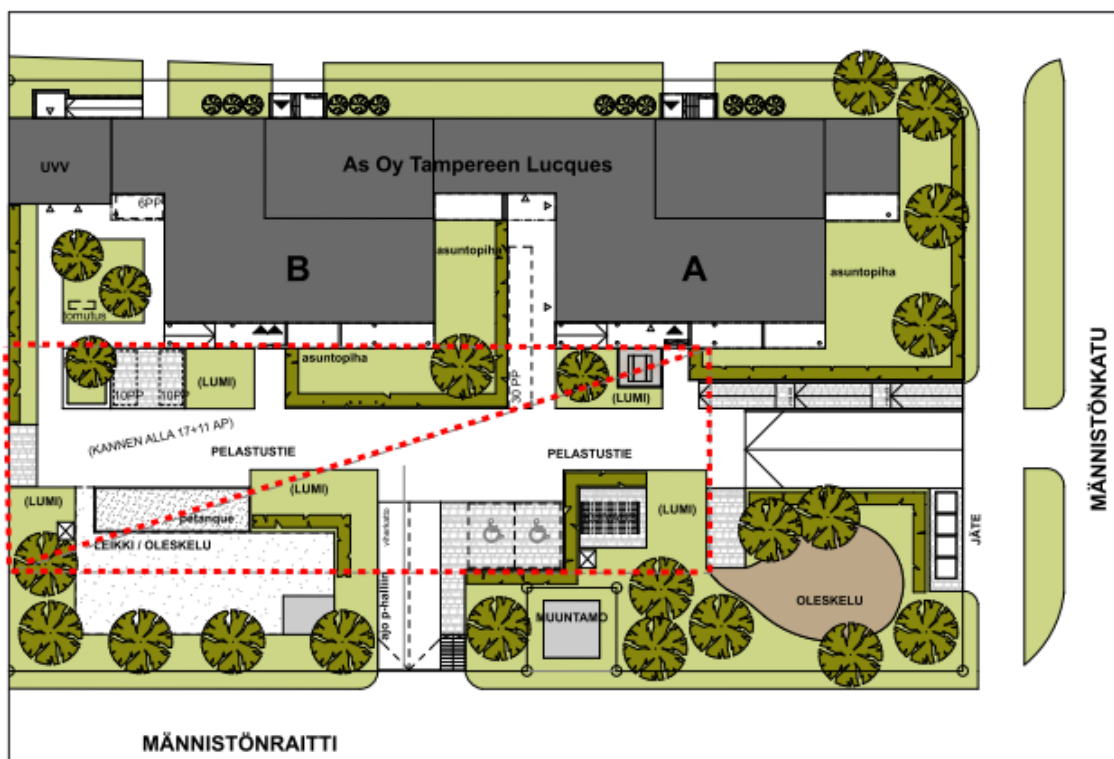 As Oy Tampereen Lucques
UVV
6PP
B
A
asuntopiha
asuntopiha
tomutus
asuntopiha
30 PP
10PP
10PP
(LUMI)
(LUMI)
(KANNEN ALLA 17+11 AP)
PELASTUSTIE
PELASTUSTIE
(LUMI)
(LUMI)
(LUMI)
petanque
LEIKKI / OLESKELU
viherkatto
ajo p-halliin
MUUNTAMO
OLESKELU
JÄTE
MÄNNISTÖNKATU
MÄNNISTÖNRAITTI